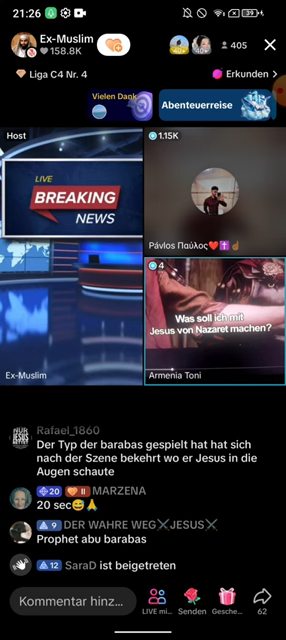 21:26
39
Ex-Muslim
158.8K
40+
40+
405
Liga C4 Nr. 4
Erkunden >
Vielen Dank
Abenteuerreise
Host
1.15K
LIVE
BREAKING
NEWS
Pávlos Παύλος
4
Was soll ich mit
Jesus von Nazaret machen?
Ex-Muslim
Armenia Toni
Rafael_1860
Der Typ der barabas gespielt hat hat sich
nach der Szene bekehrt wo er Jesus in die
Augen schaute
20 II MARZENA
20 sec😅🙏
9 DER WAHRE WEG⚔JESUS⚔
Prophet abu barabas
12 SaraD ist beigetreten
Kommentar hinz...
LIVE mi...
Senden
Gesche...
62